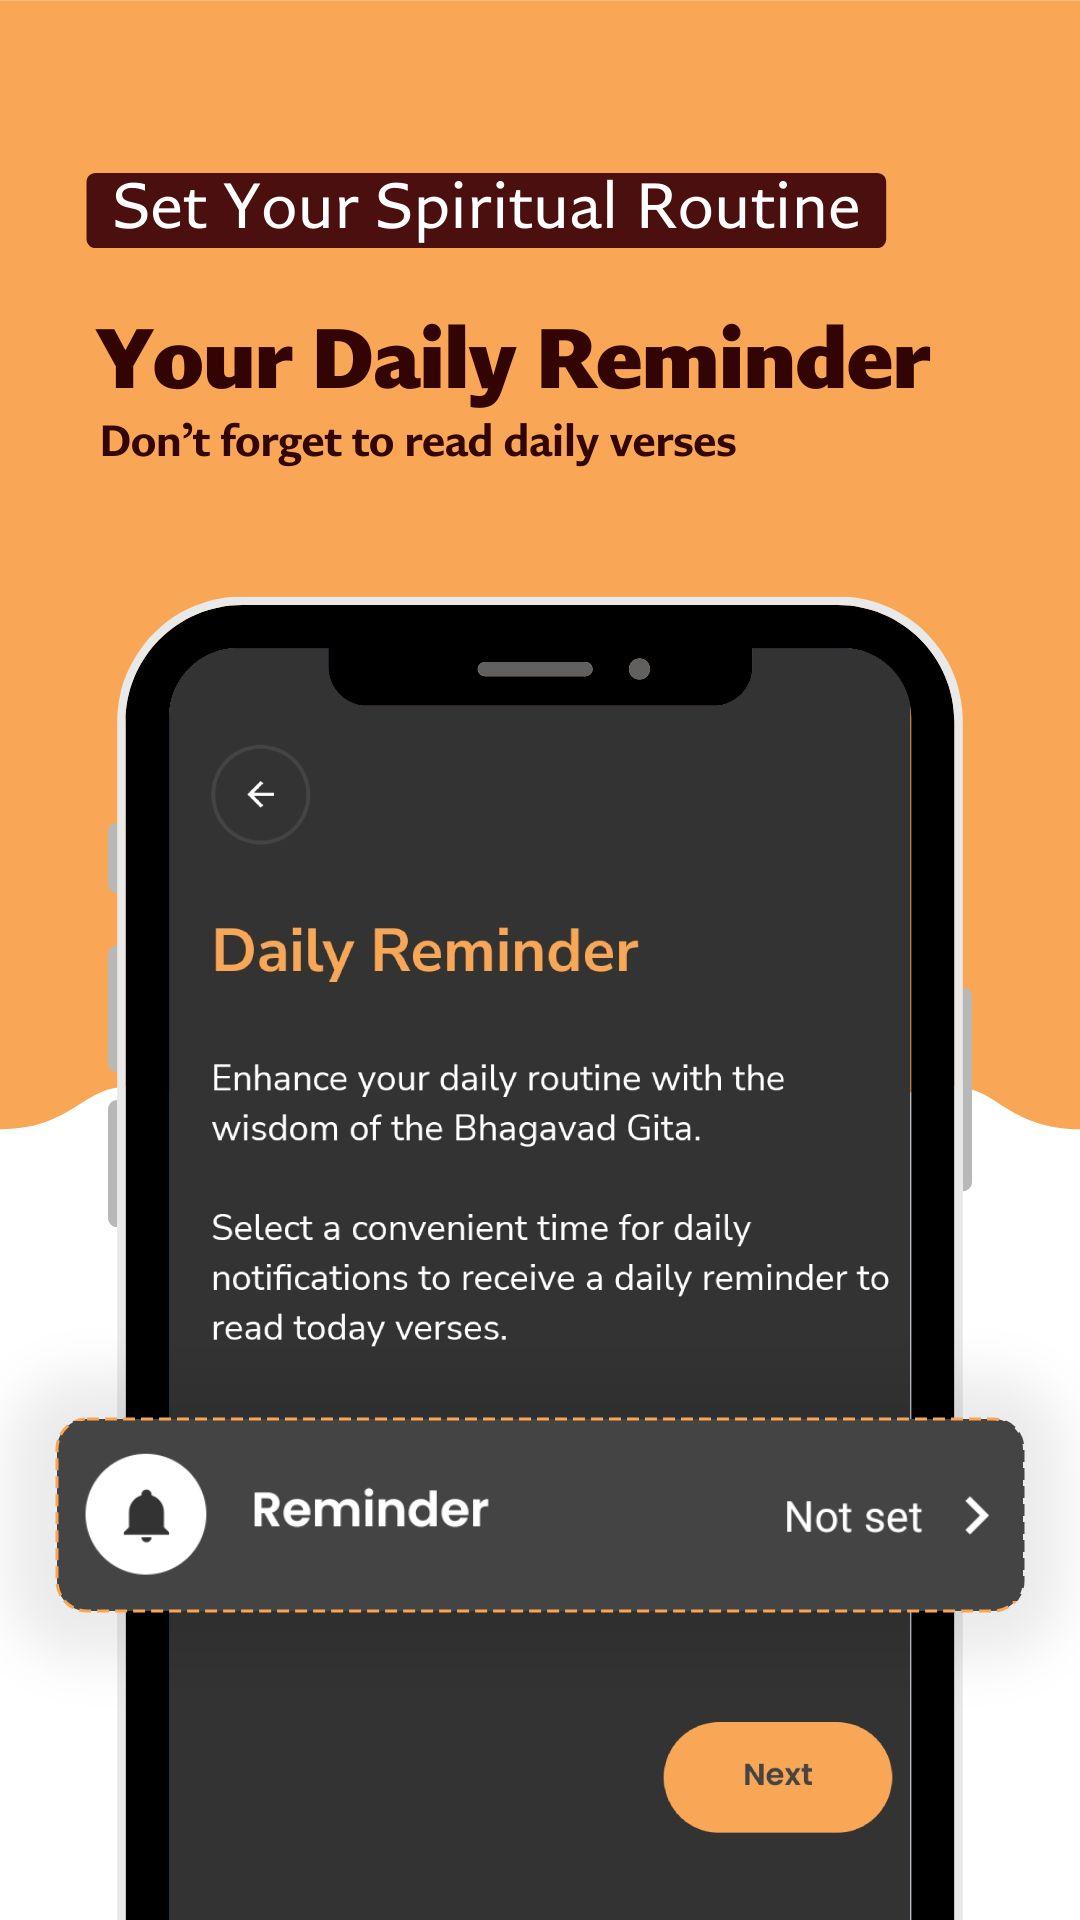 Set Your Spiritual Routine
Your Daily Reminder
Don’t forget to read daily verses
Daily Reminder
Enhance your daily routine with the
wisdom of the Bhagavad Gita.
Select a convenient time for daily
notifications to receive a daily reminder to
read today verses.
Reminder
Not set
Next